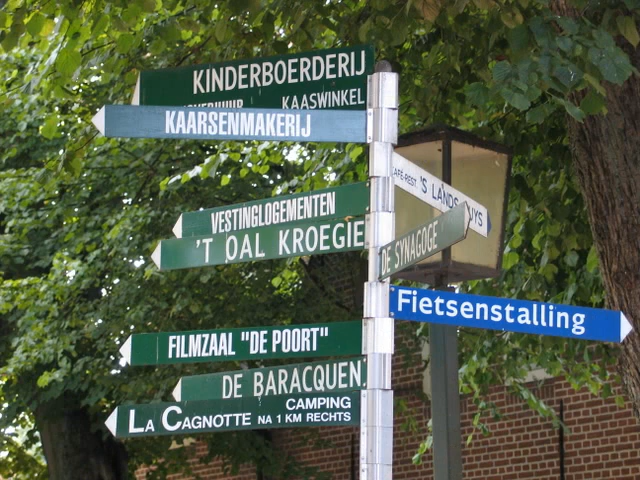 KINDERBOERDERIJ
KAASWINKEL
KAARSENMAKERIJ
CAFÉ-REST. 'S LANDS
VESTINGLOGEMENTEN
'T OAL KROEGIE
DE SYNAGOGE
Fietsenstalling
FILMZAAL "DE POORT"
DE BARACQUEN
LA CAGNOTTE CAMPING
NA 1 KM RECHTS